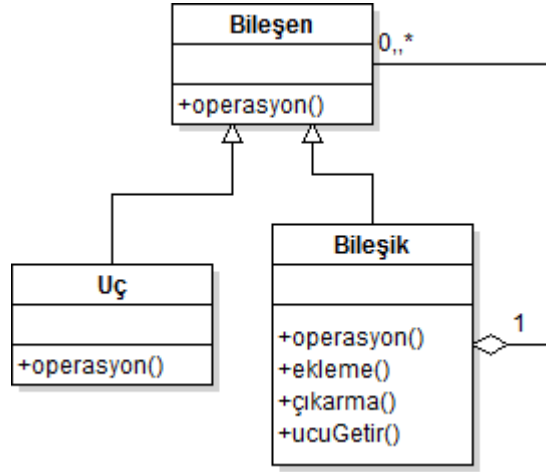 Bileşen
0,,*
+operasyon()
Bileşik
Uç
1
+operasyon()
+operasyon()
+ekleme()
+çıkarma()
+ucuGetir()